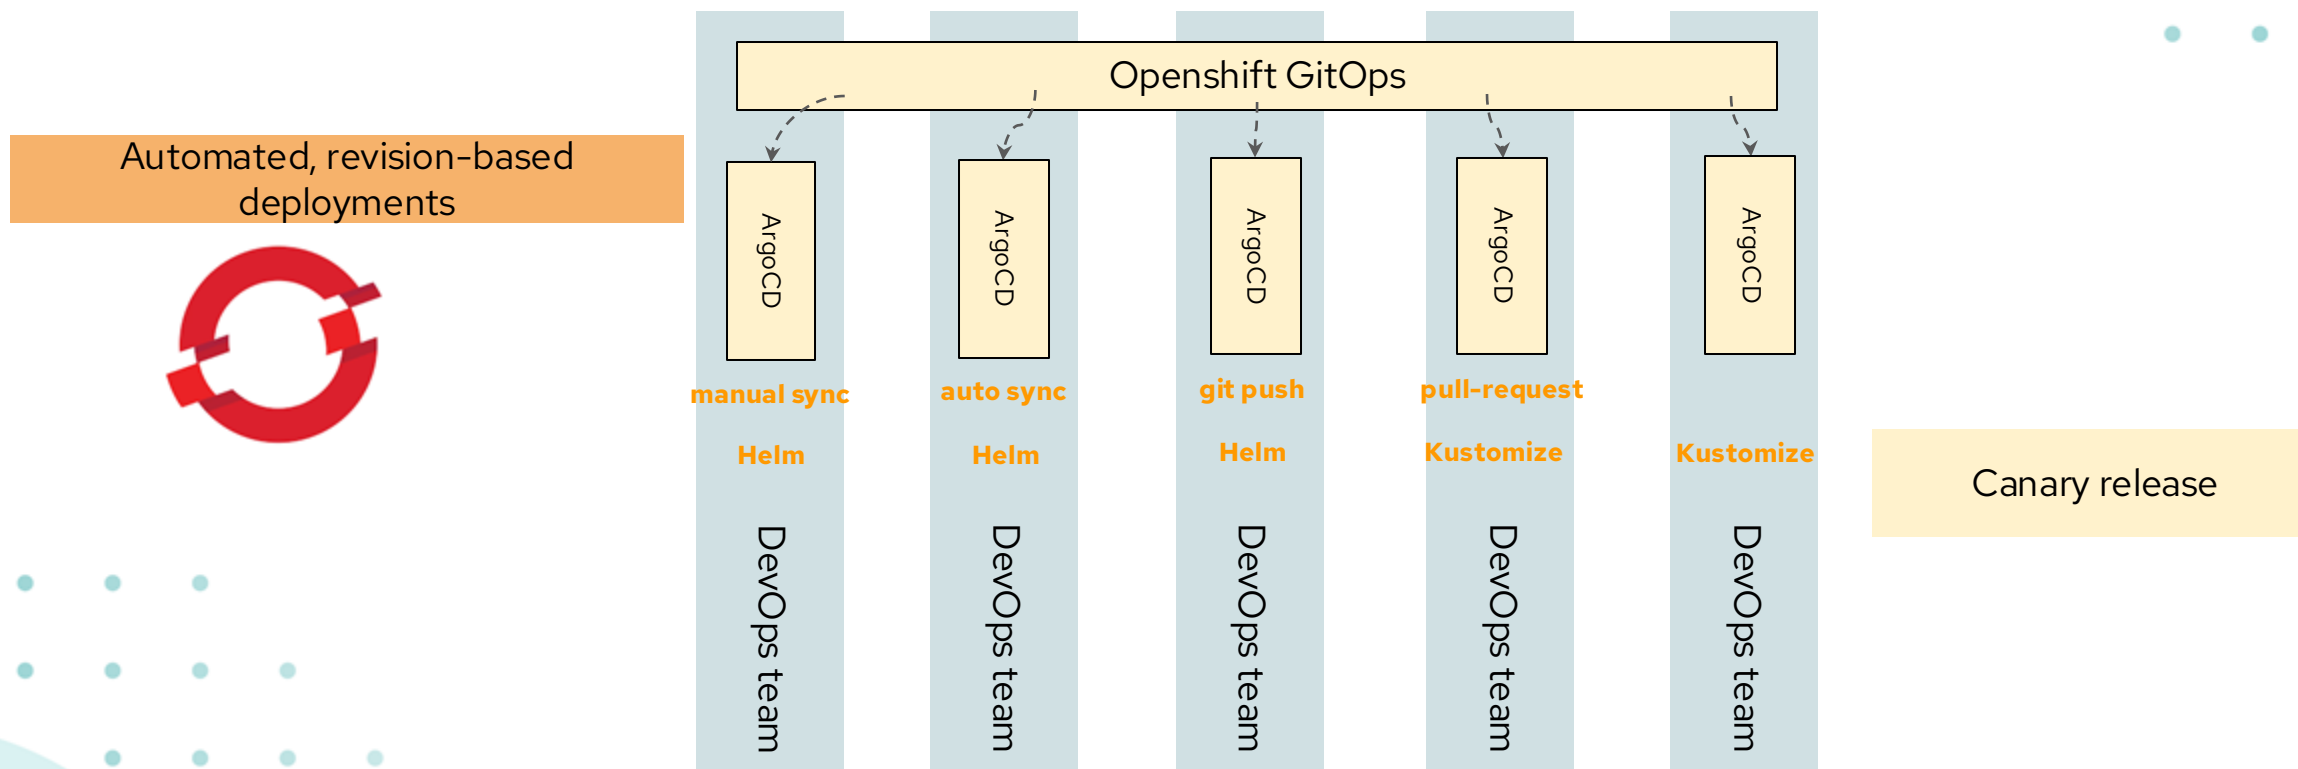 Openshift GitOps
Automated, revision-based
deployments
ArgoCD
ArgoCD
ArgoCD
ArgoCD
ArgoCD
manual sync
auto sync
git push
pull-request
Helm
Helm
Helm
Kustomize
Kustomize
Canary release
DevOps team
DevOps team
DevOps team
DevOps team
DevOps team